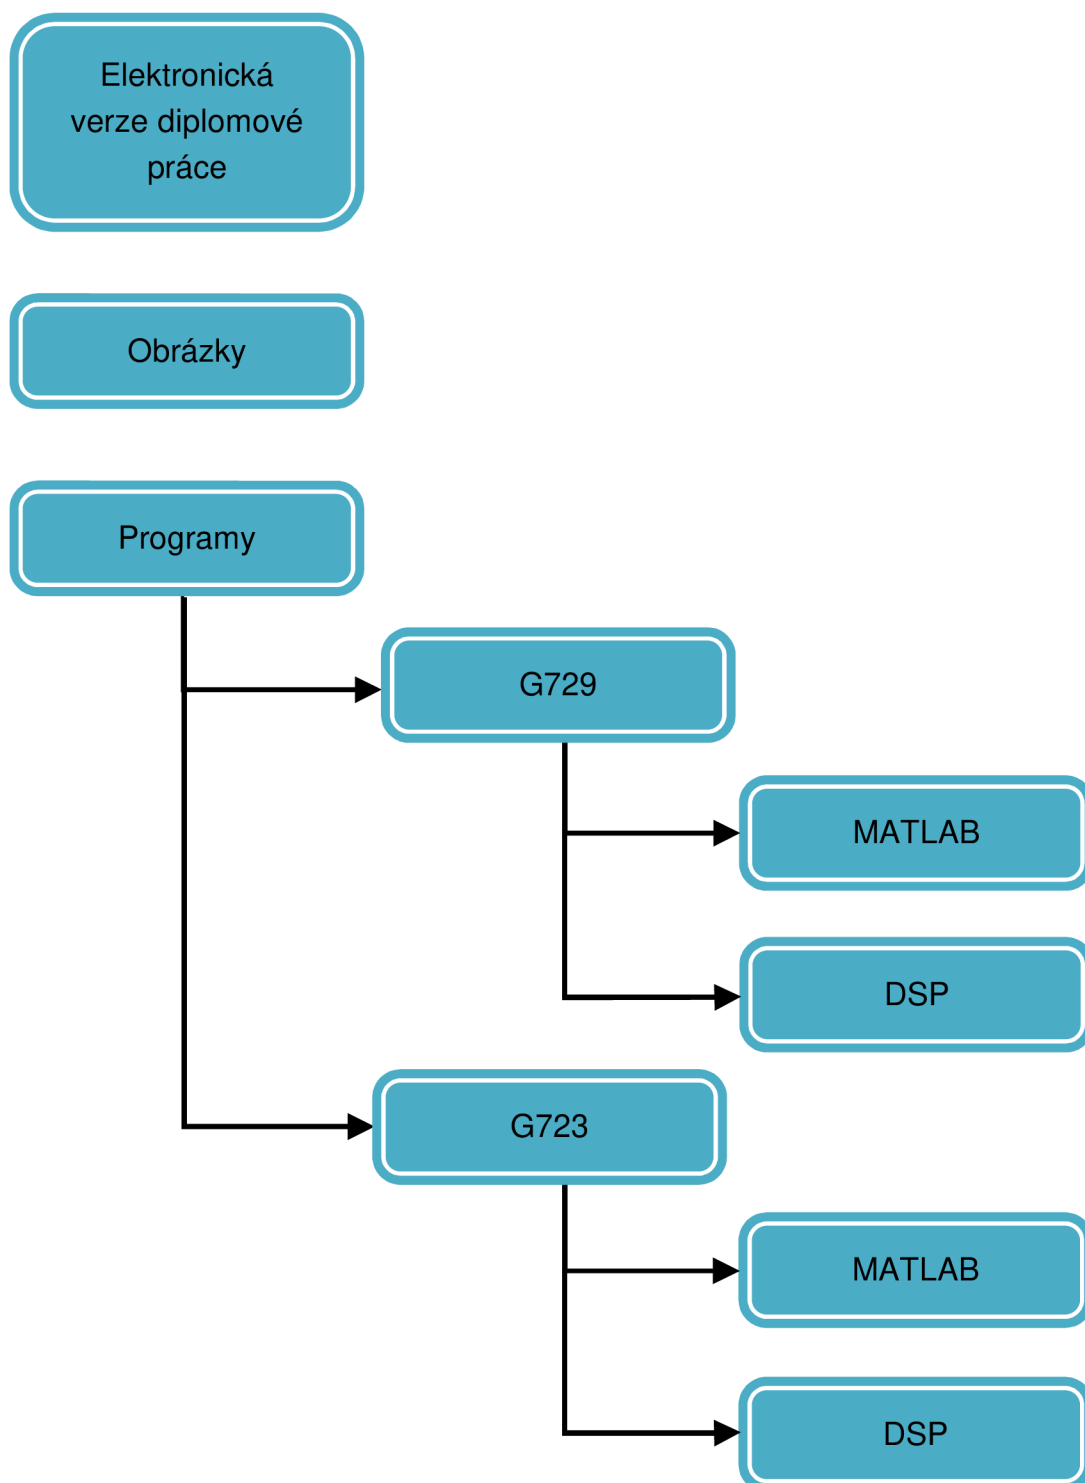 Elektronická
verze diplomové
práce
Obrázky
Programy
G729
MATLAB
DSP
G723
MATLAB
DSP